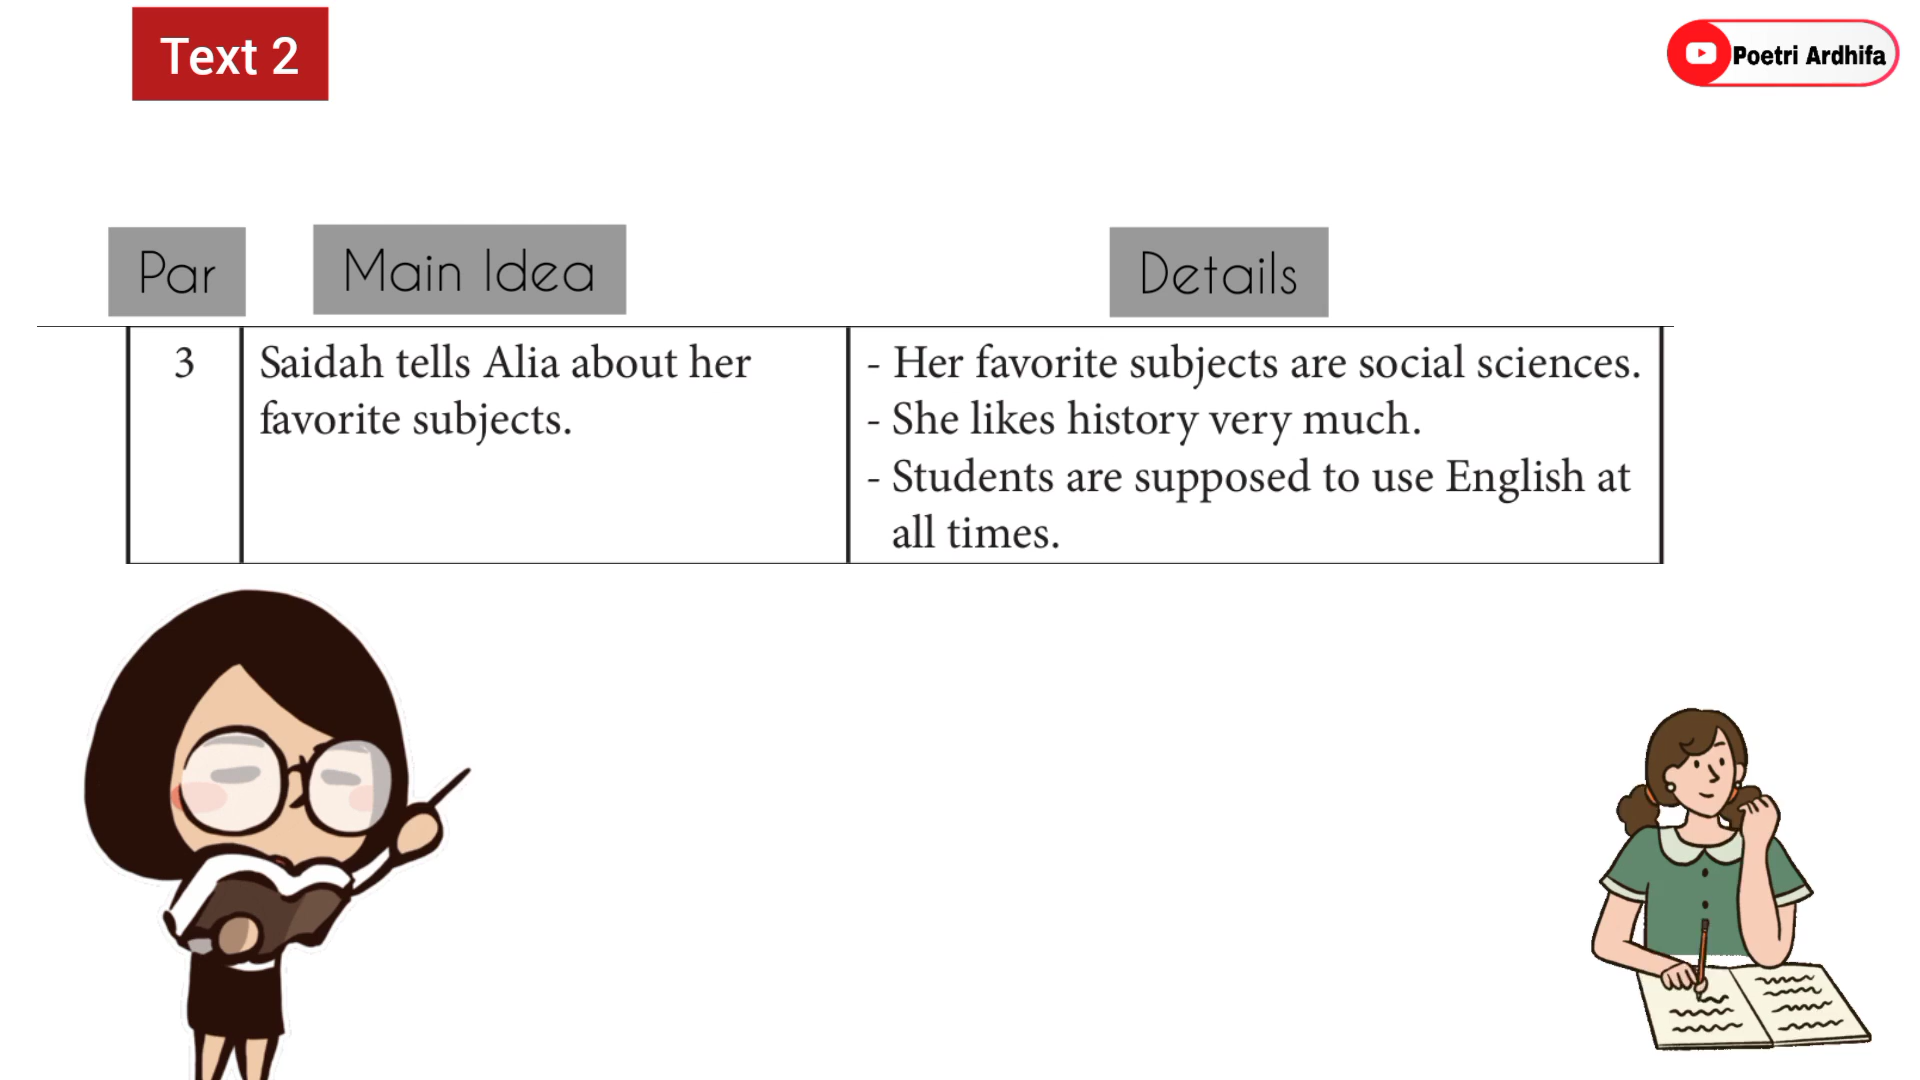 Text 2
Poetri Ardhifa
Par
Main Idea
Details
3
Saidah tells Alia about her
favorite subjects.
- Her favorite subjects are social sciences.
- She likes history very much.
- Students are supposed to use English at
all times.